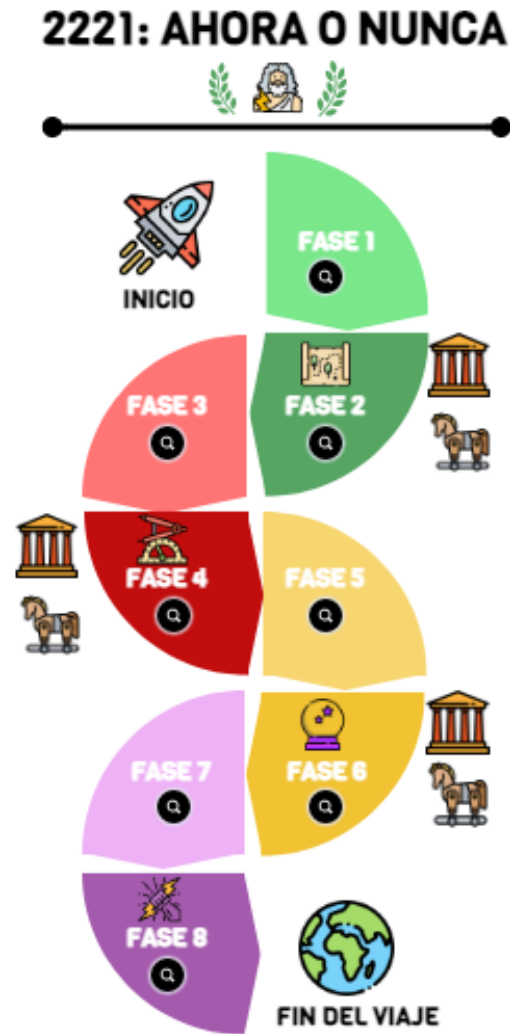 2221: AHORA O NUNCA
FASE 1
INICIO
FASE 2
FASE 3
FASE 4
FASE 5
FASE 6
FASE 7
FASE 8
FIN DEL VIAJE